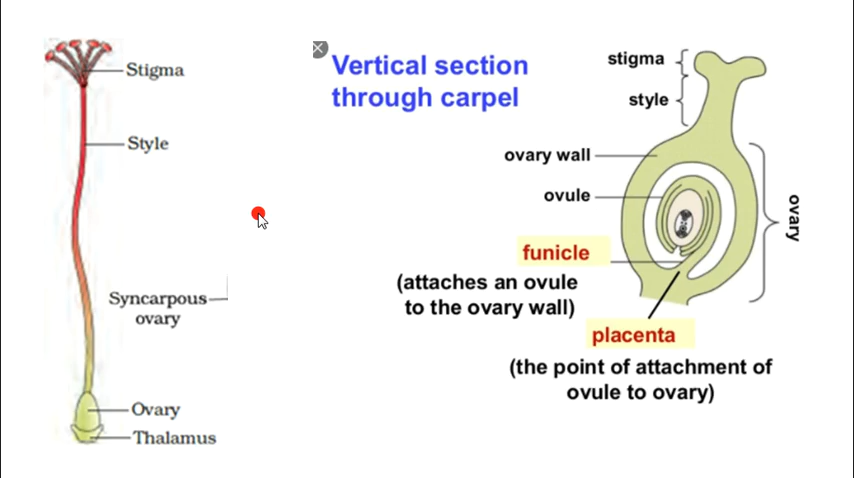 Stigma
Style
Syncarpous
ovary
Ovary
Thalamus
Vertical section
through carpel
stigma
style
ovary wall
ovule
funicle
(attaches an ovule
to the ovary wall)
placenta
(the point of attachment of
ovule to ovary)
ovary